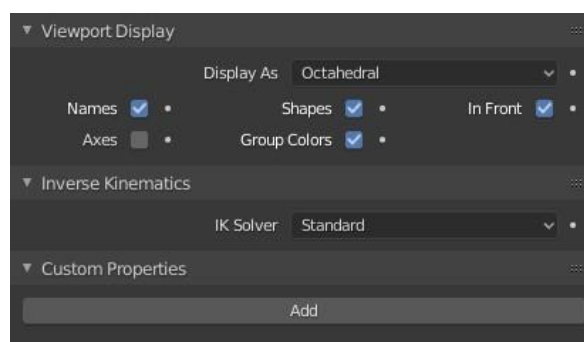 Viewport Display
Display As Octahedral
Names Shapes In Front
Axes Group Colors
Inverse Kinematics
IK Solver Standard
Custom Properties
Add